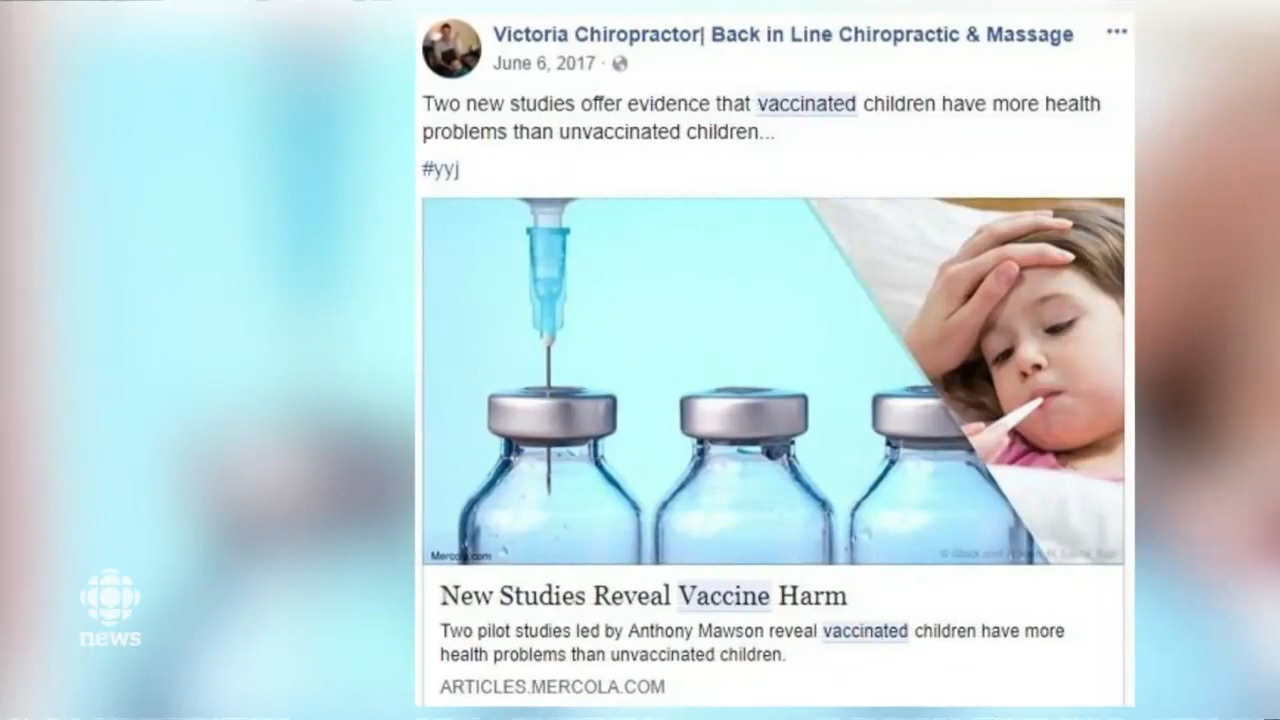 Victoria Chiropractor| Back in Line Chiropractic & Massage
June 6, 2017 ·
Two new studies offer evidence that vaccinated children have more health
problems than unvaccinated children...
#yyj
Mercola.com
New Studies Reveal Vaccine Harm
Two pilot studies led by Anthony Mawson reveal vaccinated children have more
health problems than unvaccinated children.
ARTICLES.MERCOLA.COM
news